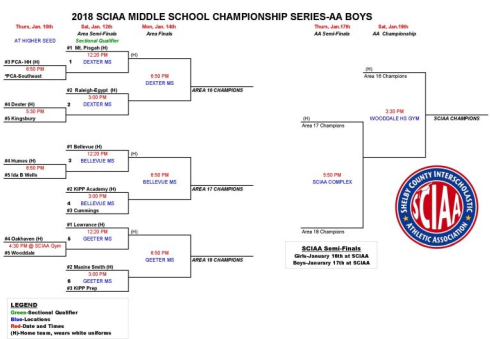 2018 SCIAA MIDDLE SCHOOL CHAMPIONSHIP SERIES-AA BOYS
Thurs, Jan. 10th
Sat, Jan. 12th
Mon, Jan. 14th
Thurs, Jan.17th
Sat, Jan.19th
Area Semi-Finals
Area Finals
AA Semi-Finals
AA Championship
AT HIGHER SEED
Sectional Qualifier
#1 Mt. Pisgah (H)
12:20 PM
DEXTER MS
1
#3 PCA- HH (H)
6:50 PM
*PCA-Southeast
(H)
6:50 PM
DEXTER MS
AREA 16 CHAMPIONS
#2 Raleigh-Egypt (H)
3:00 PM
DEXTER MS
2
#4 Dexter (H)
5:30 PM
#5 Kingsbury
(H)
Area 16 Champions
3:30 PM
WOODDALE HS GYM
SCIAA CHAMPIONS
(H)
Area 17 Champions
5:50 PM
SCIAA COMPLEX
Area 18 Champions
#1 Bellevue (H)
12:20 PM
3
BELLEVUE MS
#4 Humes (H)
#5 Ida B Wells
(H)
6:50 PM
BELLEVUE MS
AREA 17 CHAMPIONS
#2 KIPP Academy (H)
3:00 PM
4
BELLEVUE MS
#3 Cummings
#1 Lowrance (H)
12:20 PM
5
GEETER MS
#4 Oakhaven (H)
4:30 PM @ SCIAA Gym
#5 Wooddale
(H)
6:50 PM
GEETER MS
AREA 18 CHAMPIONS
#2 Maxine Smith (H)
3:00 PM
6
GEETER MS
#3 KIPP Prep
SCIAA Semi-Finals
Girls-January 16th at SCIAA
Boys-Janurary 17th at SCIAA
SHELBY COUNTY INTERSCHOLASTIC
SCIAA
ATHLETIC ASSOCIATION
LEGEND
Green-Sectional Qualifier
Blue-Locations
Red-Date and Times
(H)-Home team, wears white uniforms